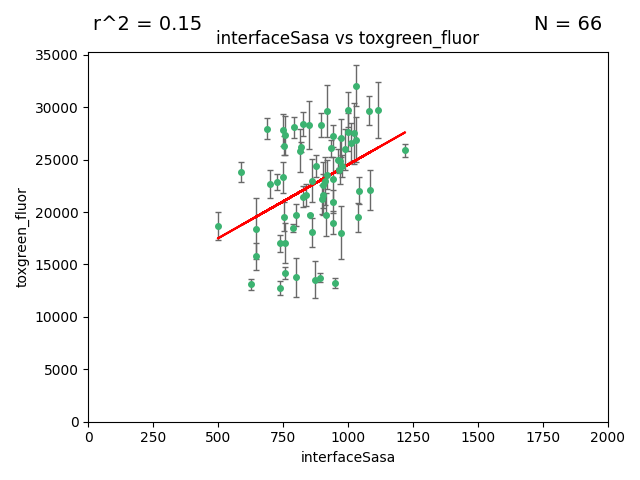 r^2 = 0.15
N = 66
interfaceSasa vs toxgreen_fluor
35000
30000
25000
20000
15000
10000
5000
0
toxgreen_fluor
0 250 500 750 1000 1250 1500 1750 2000
interfaceSasa